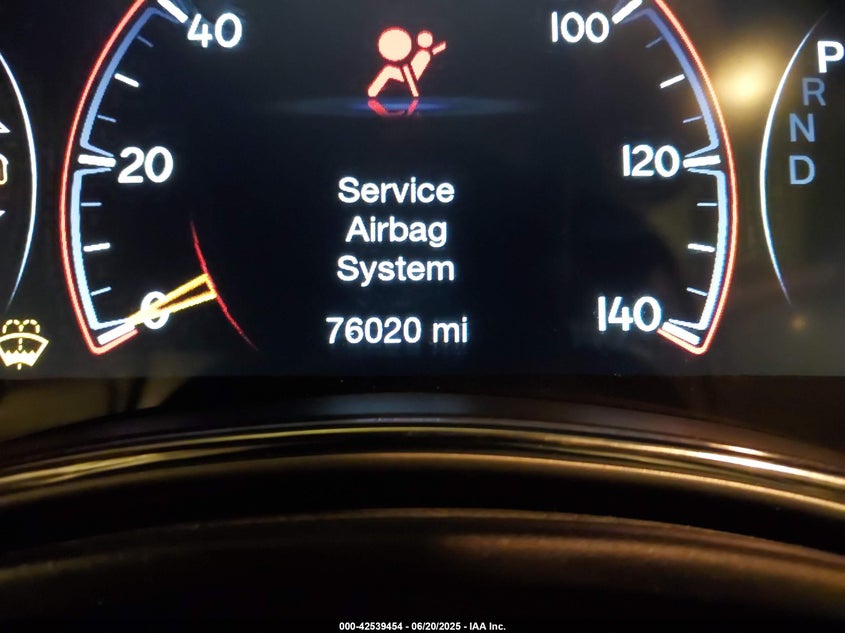 40
100
P
R
20
120
N
D
Service
Airbag
System
0
140
76020 mi
000-42539454 - 06/20/2025 - IAA Inc.